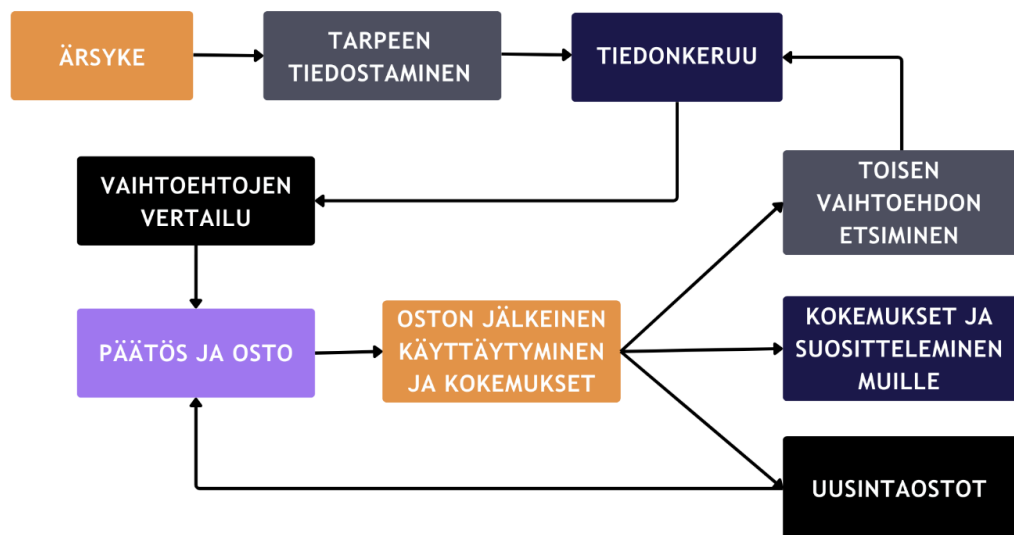 ÄRSYKE
TARPEEN
TIEDOSTAMINEN
TIEDONKERUU
VAIHTOEHTOJEN
VERTAILU
TOISEN
VAIHTOEHDON
ETSIMINEN
PÄÄTÖS JA OSTO
OSTON JÄLKEINEN
KÄYTTÄYTYMINEN
JA KOKEMUKSET
KOKEMUKSET JA
SUOSITTELEMINEN
MUILLE
UUSINTAOSTOT